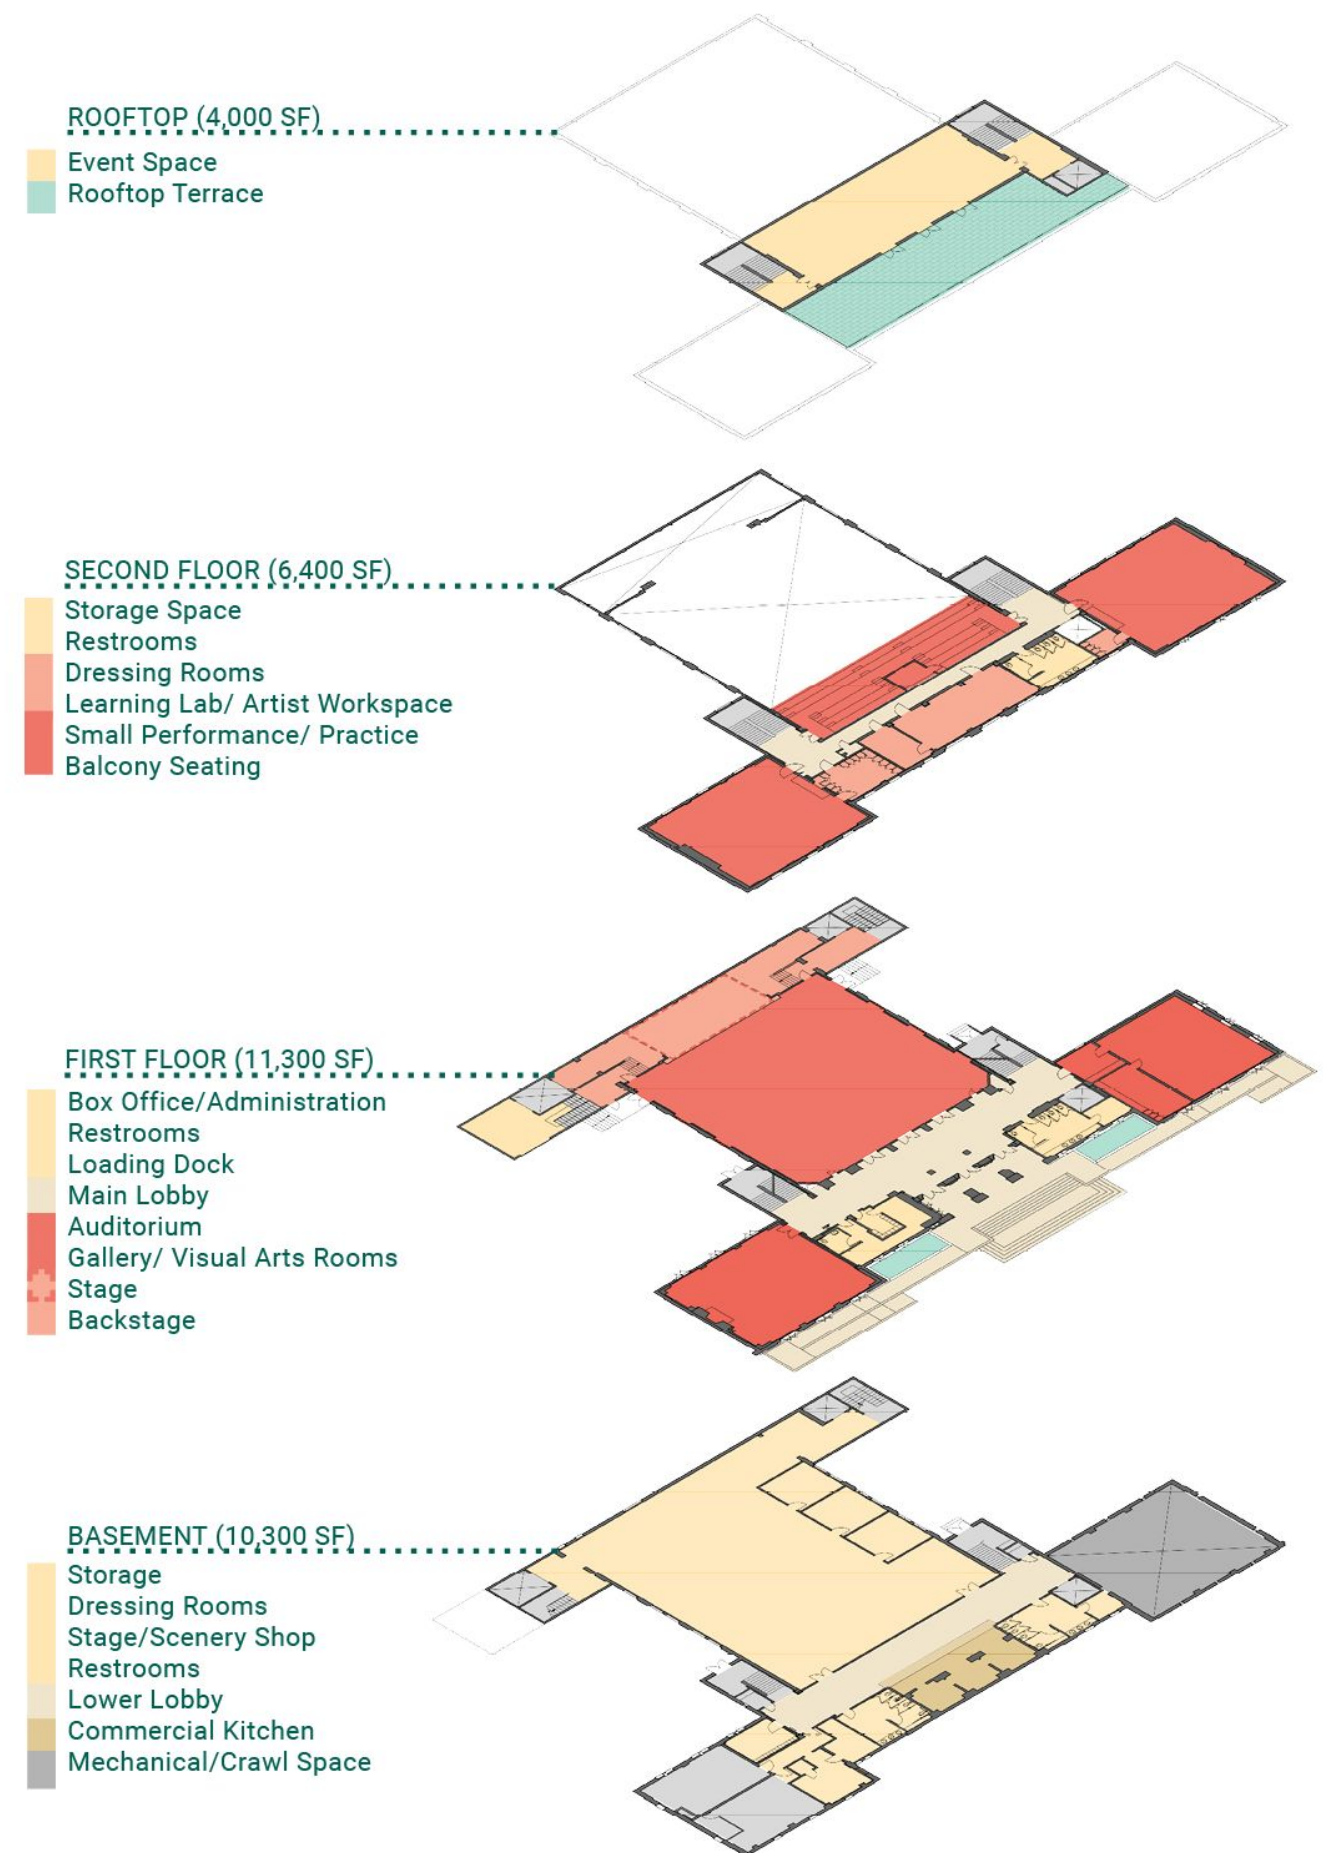 ROOFTOP (4,000 SF)
Event Space
Rooftop Terrace
SECOND FLOOR (6,400 SF)
Storage Space
Restrooms
Dressing Rooms
Learning Lab/ Artist Workspace
Small Performance/ Practice
Balcony Seating
FIRST FLOOR (11,300 SF)
Box Office/Administration
Restrooms
Loading Dock
Main Lobby
Auditorium
Gallery/ Visual Arts Rooms
Stage
Backstage
BASEMENT (10,300 SF)
Storage
Dressing Rooms
Stage/Scenery Shop
Restrooms
Lower Lobby
Commercial Kitchen
Mechanical/Crawl Space